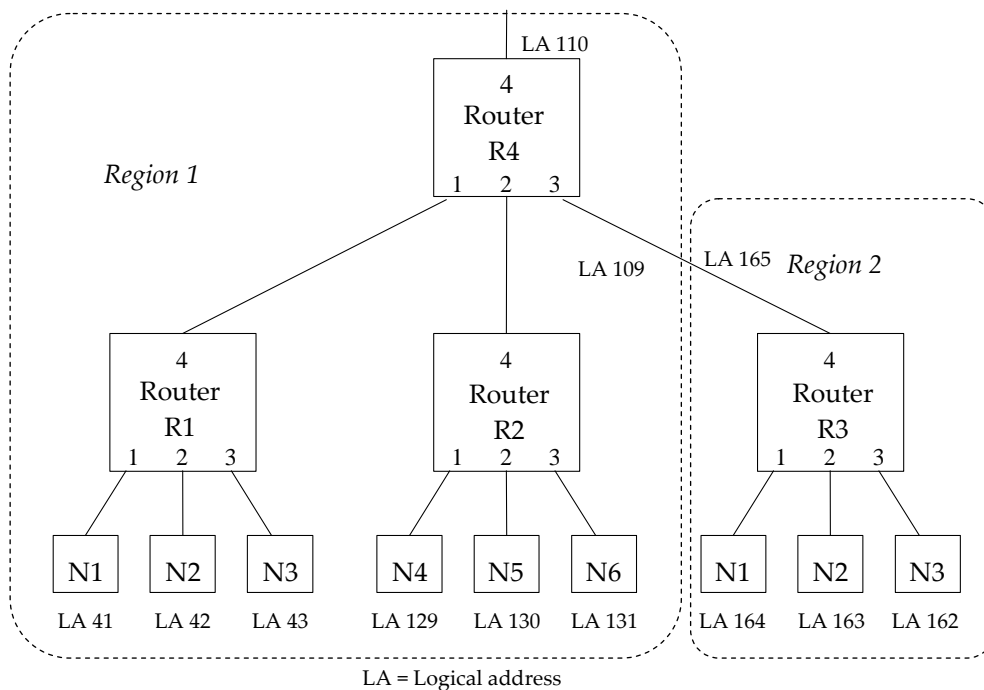 LA 110
4
Router
R4
1 2 3
Region 1
LA 109
LA 165
Region 2
4
Router
R1
1 2 3
4
Router
R2
1 2 3
4
Router
R3
1 2 3
N1 N2 N3 N4 N5 N6 N1 N2 N3
LA 41 LA 42 LA 43 LA 129 LA 130 LA 131 LA 164 LA 163 LA 162
LA = Logical address